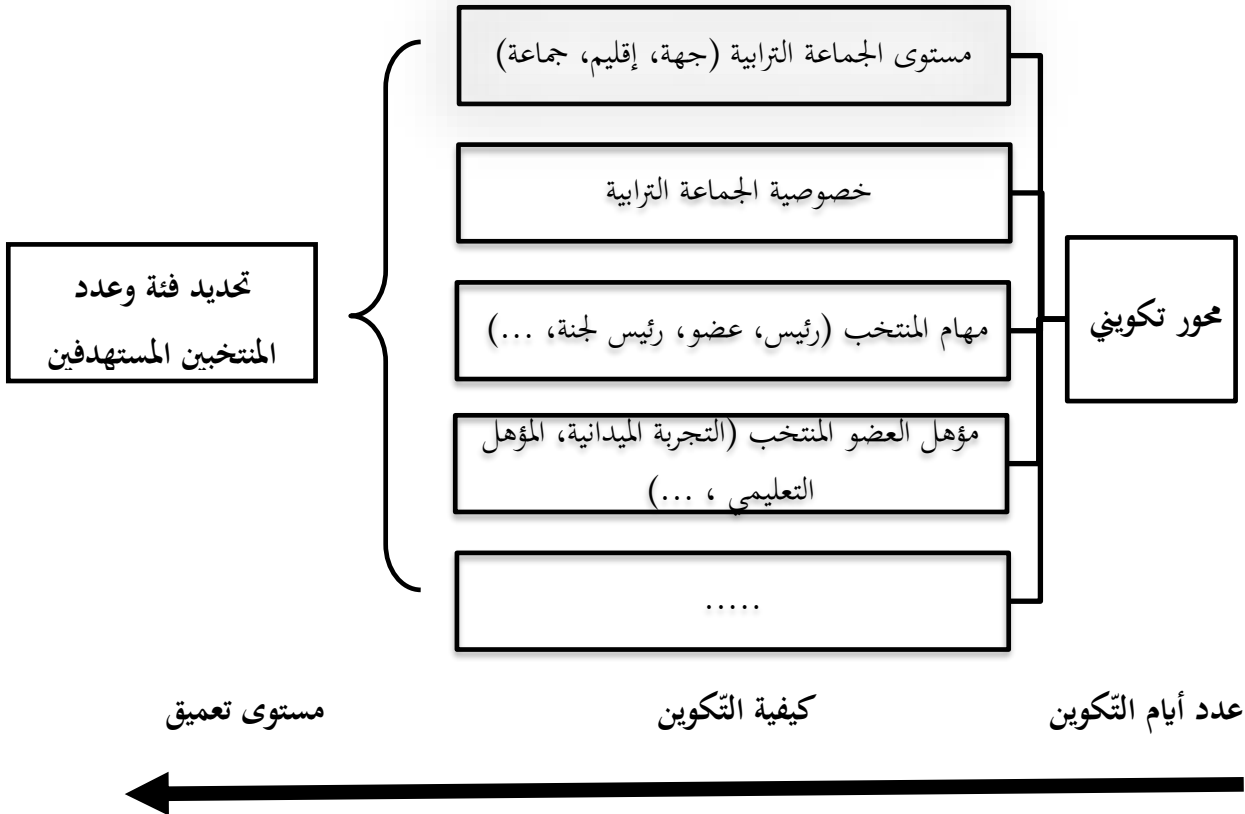 مستوى الجماعة الترابية (جهة، إقليم، جماعة)
خصوصية الجماعة الترابية
محور تكويني
مهام المنتخب (رئيس، عضو، رئيس لجنة، ...)
تحديد فئة وعدد
المنتخبين المستهدفين
مؤهل العضو المنتخب (التجربة الميدانية، المؤهل
التعليمي ، ...)
.....
عدد أيام التّكوين
كيفية التّكوين
مستوى تعميق